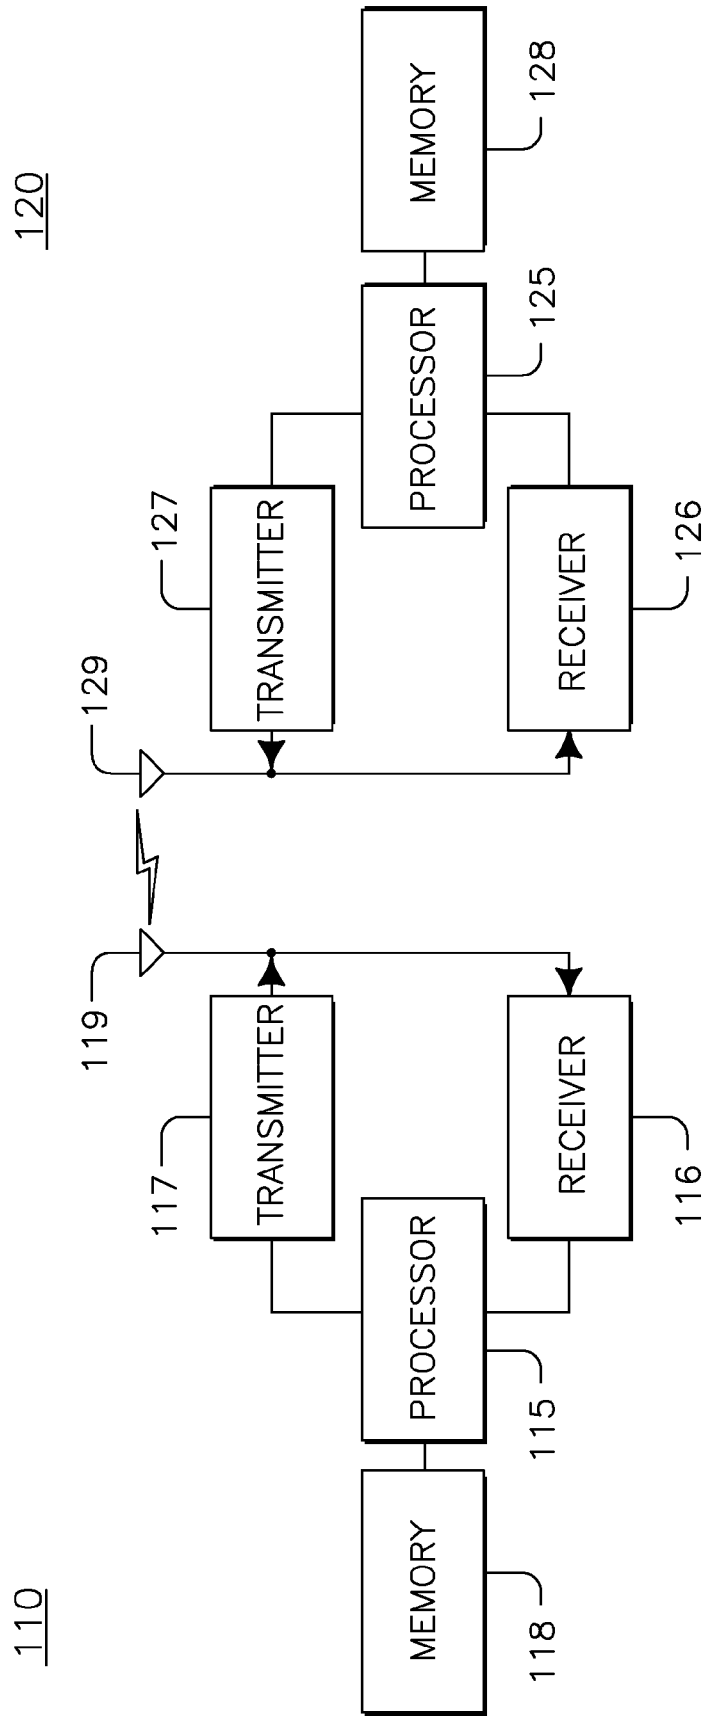 110
120
119
129
117
TRANSMITTER
127
TRANSMITTER
MEMORY
118
PROCESSOR
115
PROCESSOR
125
MEMORY
128
RECEIVER
116
RECEIVER
126